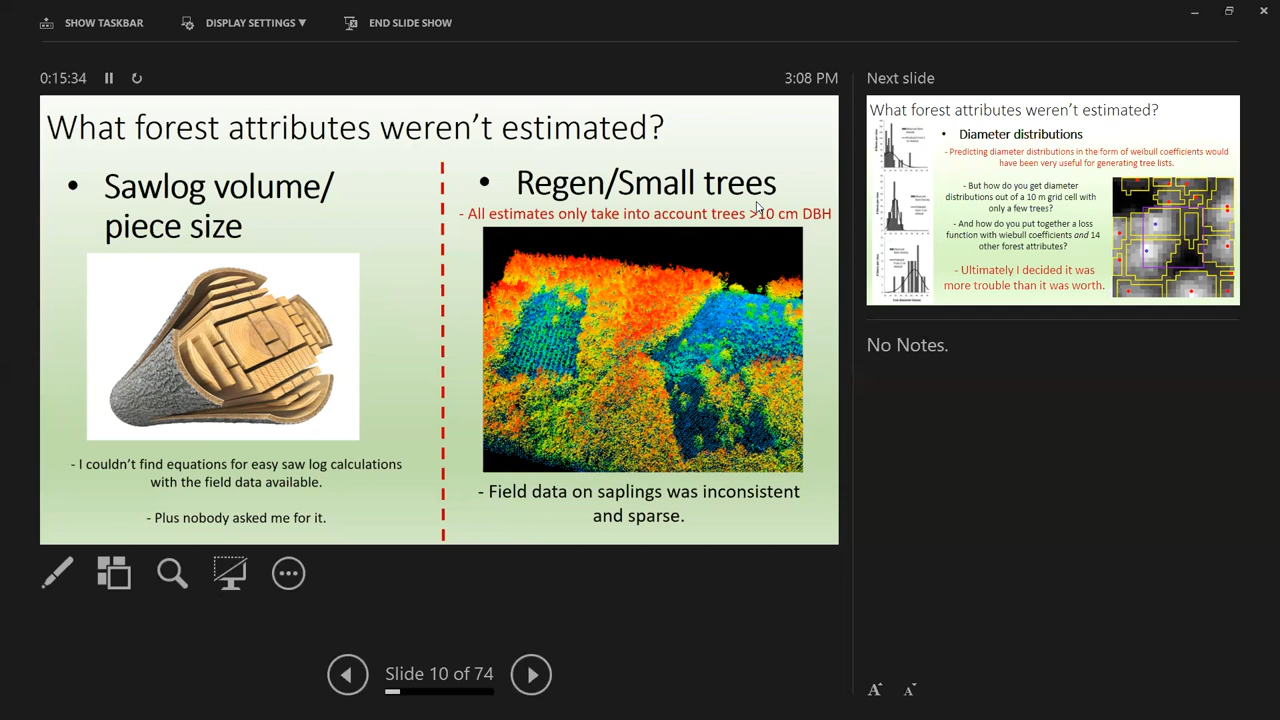 SHOW TASKBAR
DISPLAY SETTINGS ▼
END SLIDE SHOW
0:15:34
3:08 PM
What forest attributes weren't estimated?
• Sawlog volume/
piece size
- I couldn't find equations for easy saw log calculations
with the field data available.
- Plus nobody asked me for it.
• Regen/Small trees
- All estimates only take into account trees >10 cm DBH
- Field data on saplings was inconsistent
and sparse.
Slide 10 of 74
Next slide
What forest attributes weren't estimated?
• Diameter distributions
- Predicting diameter distributions in the form of weibull coefficients would
have been very useful for generating tree lists.
- But how do you get diameter
distributions out of a 10 m grid cell with
only a few trees?
- And how do you put together a loss
function with wiebull coefficients and 14
other forest attributes?
- Ultimately I decided it was
more trouble than it was worth.
No Notes.
A A